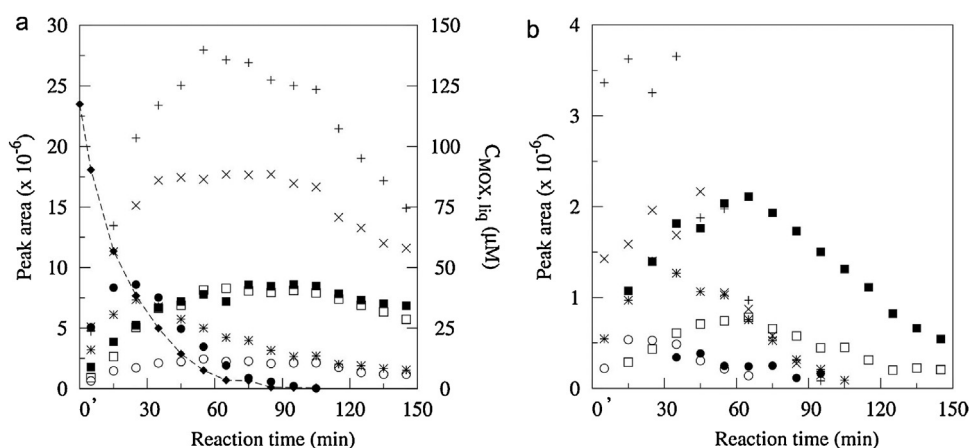 a
30
25
20
15
10
5
0
Peak area (x 10⁻⁶)
150
125
100
75
50
25
0
C_MOX, liq (µM)
0' 30 60 90 120 150
Reaction time (min)
b
4
3
2
1
0
Peak area (x 10⁻⁶)
0' 30 60 90 120 150
Reaction time (min)